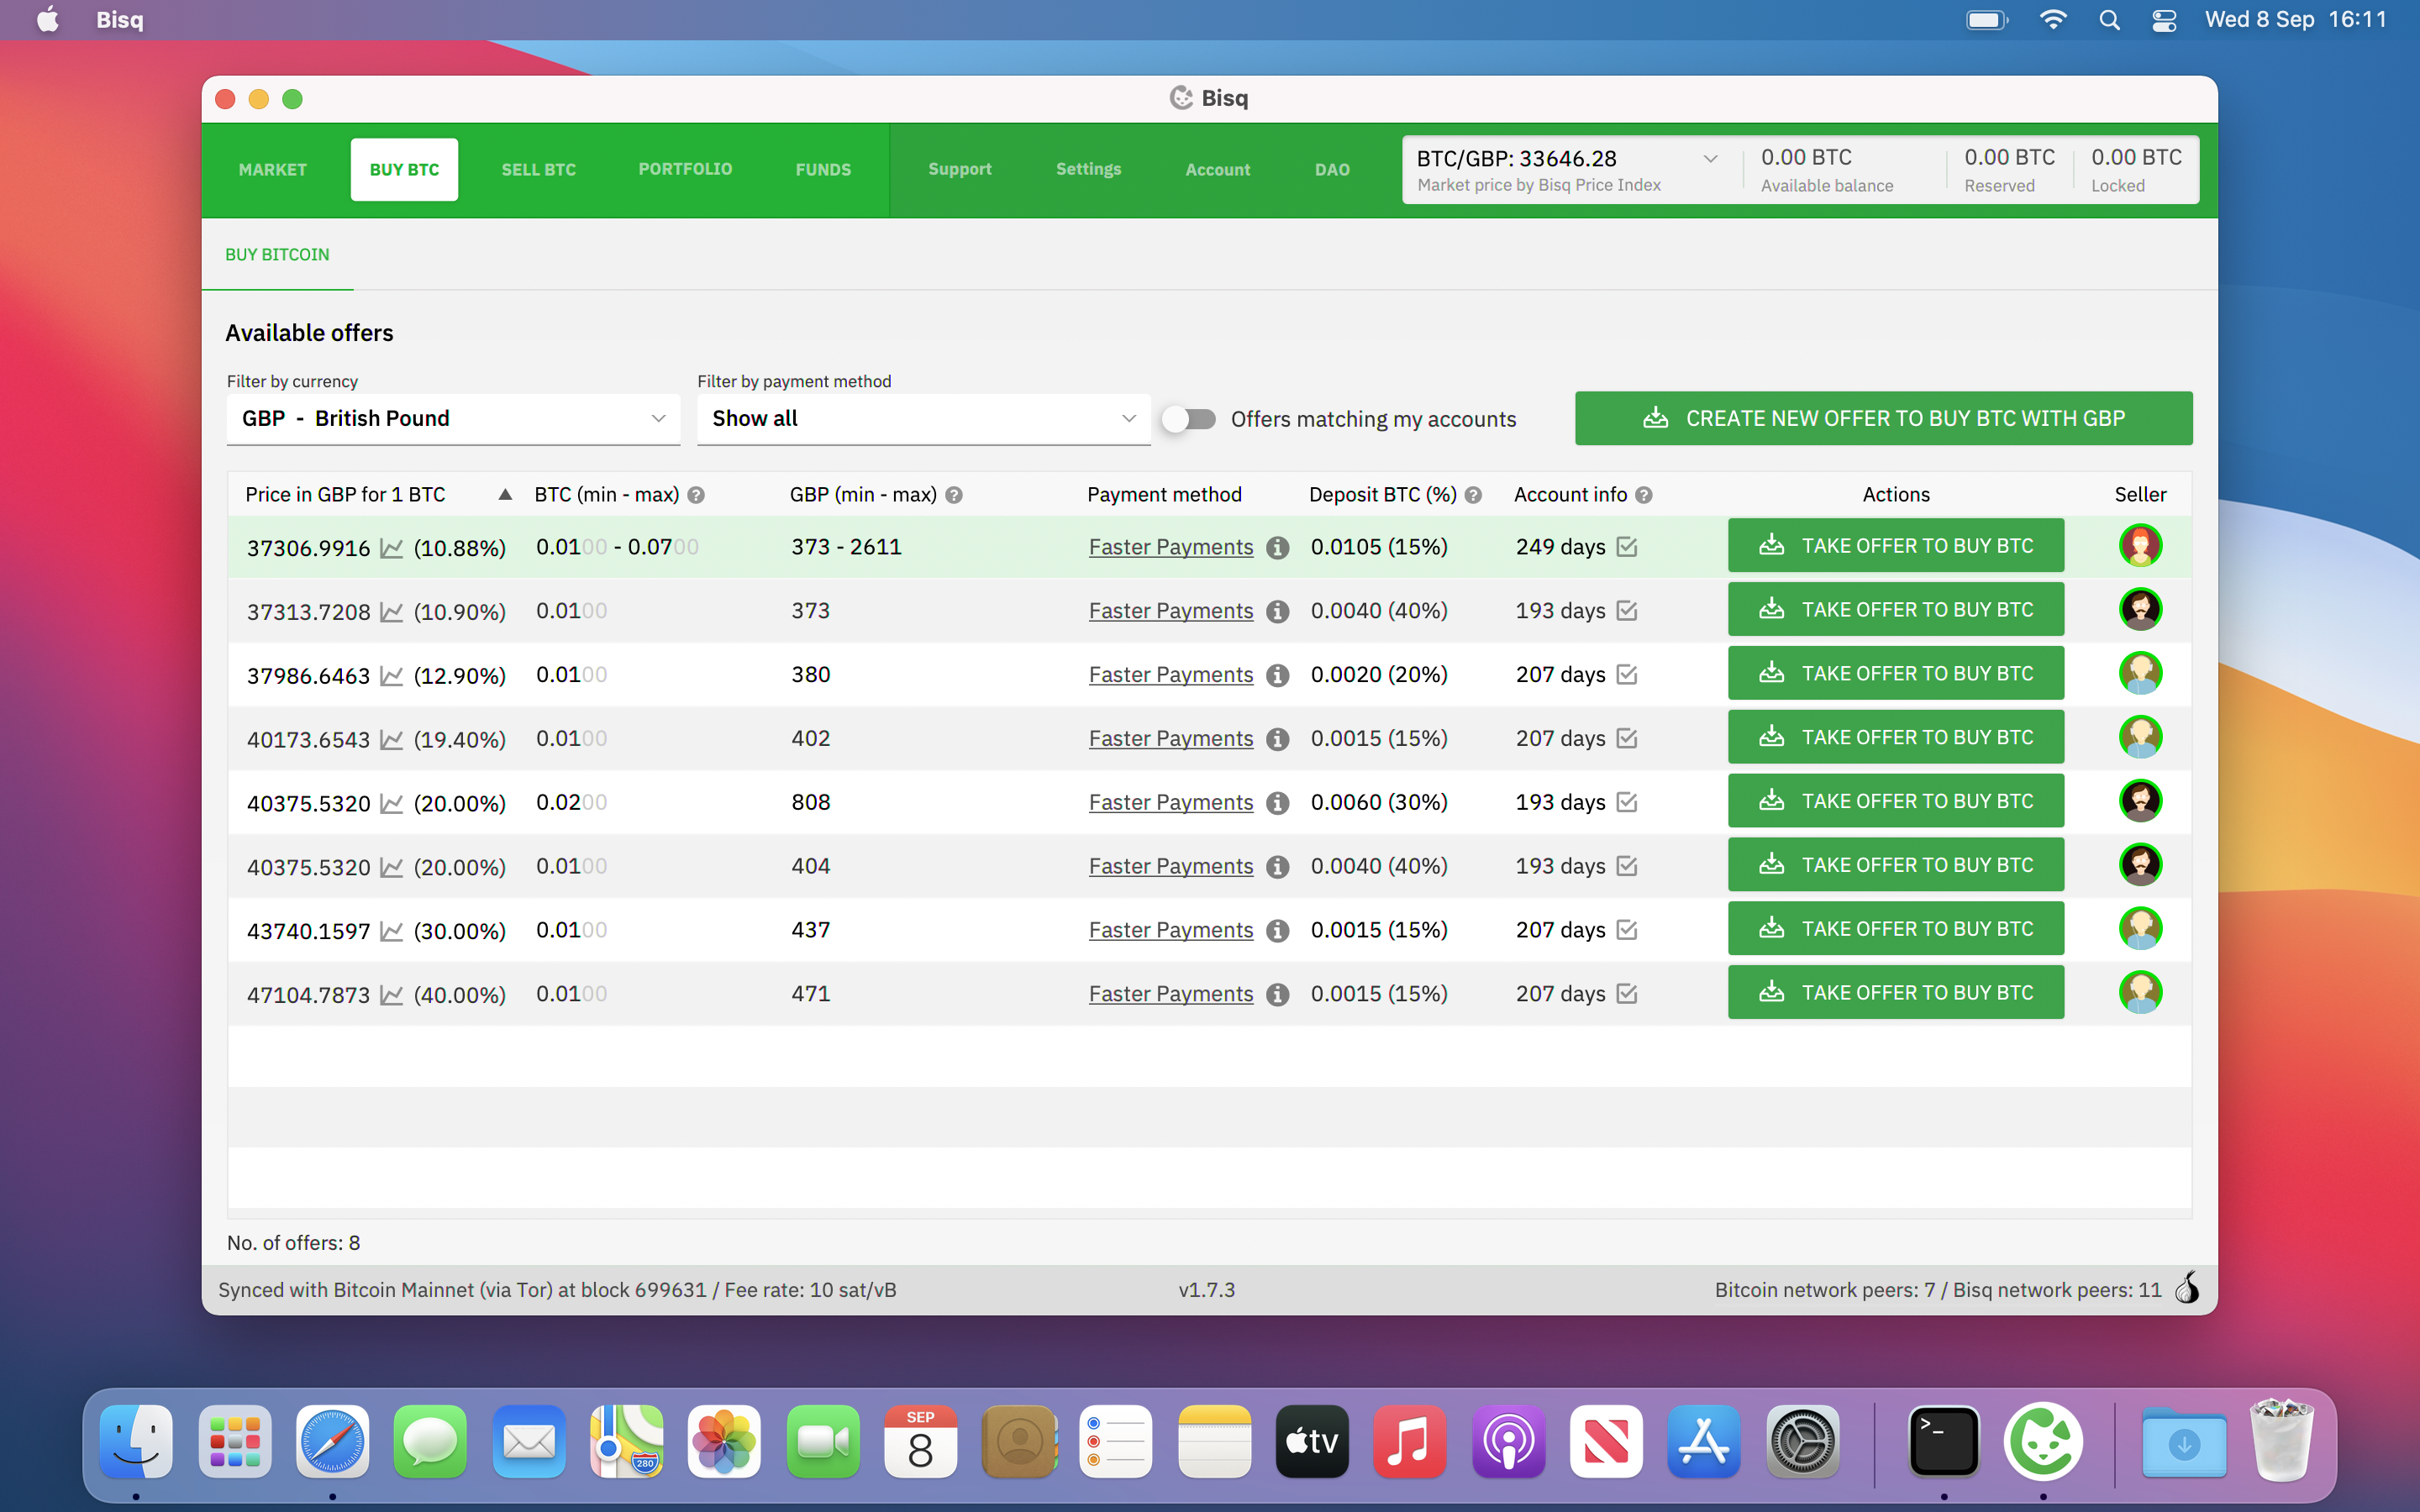 Bisq
Wed 8 Sep 16:11
Bisq
MARKET
BUY BTC
SELL BTC
PORTFOLIO
FUNDS
Support
Settings
Account
DAO
BTC/GBP: 33646.28
Market price by Bisq Price Index
0.00 BTC
Available balance
0.00 BTC
Reserved
0.00 BTC
Locked
BUY BITCOIN
Available offers
Filter by currency
GBP - British Pound
Filter by payment method
Show all
Offers matching my accounts
CREATE NEW OFFER TO BUY BTC WITH GBP
Price in GBP for 1 BTC ▲ BTC (min - max) ? GBP (min - max) ? Payment method Deposit BTC (%) ? Account info ? Actions Seller
37306.9916 (10.88%) 0.0100 - 0.0700 373 - 2611 Faster Payments i 0.0105 (15%) 249 days TAKE OFFER TO BUY BTC
37313.7208 (10.90%) 0.0100 373 Faster Payments i 0.0040 (40%) 193 days TAKE OFFER TO BUY BTC
37986.6463 (12.90%) 0.0100 380 Faster Payments i 0.0020 (20%) 207 days TAKE OFFER TO BUY BTC
40173.6543 (19.40%) 0.0100 402 Faster Payments i 0.0015 (15%) 207 days TAKE OFFER TO BUY BTC
40375.5320 (20.00%) 0.0200 808 Faster Payments i 0.0060 (30%) 193 days TAKE OFFER TO BUY BTC
40375.5320 (20.00%) 0.0100 404 Faster Payments i 0.0040 (40%) 193 days TAKE OFFER TO BUY BTC
43740.1597 (30.00%) 0.0100 437 Faster Payments i 0.0015 (15%) 207 days TAKE OFFER TO BUY BTC
47104.7873 (40.00%) 0.0100 471 Faster Payments i 0.0015 (15%) 207 days TAKE OFFER TO BUY BTC
No. of offers: 8
Synced with Bitcoin Mainnet (via Tor) at block 699631 / Fee rate: 10 sat/vB
v1.7.3
Bitcoin network peers: 7 / Bisq network peers: 11
280
SEP
8
tv
>_